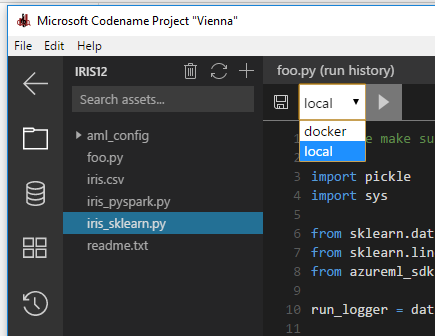 Microsoft Codename Project "Vienna"
File Edit Help
IRIS12
foo.py (run history)
Search assets...
local
docker
local
aml_config
foo.py
iris.csv
iris_pyspark.py
iris_sklearn.py
readme.txt
1 make su
2
3 import pickle
4 import sys
5
6 from sklearn.dat
7 from sklearn.lin
8 from azureml_sdk
9
10 run_logger = dat
11